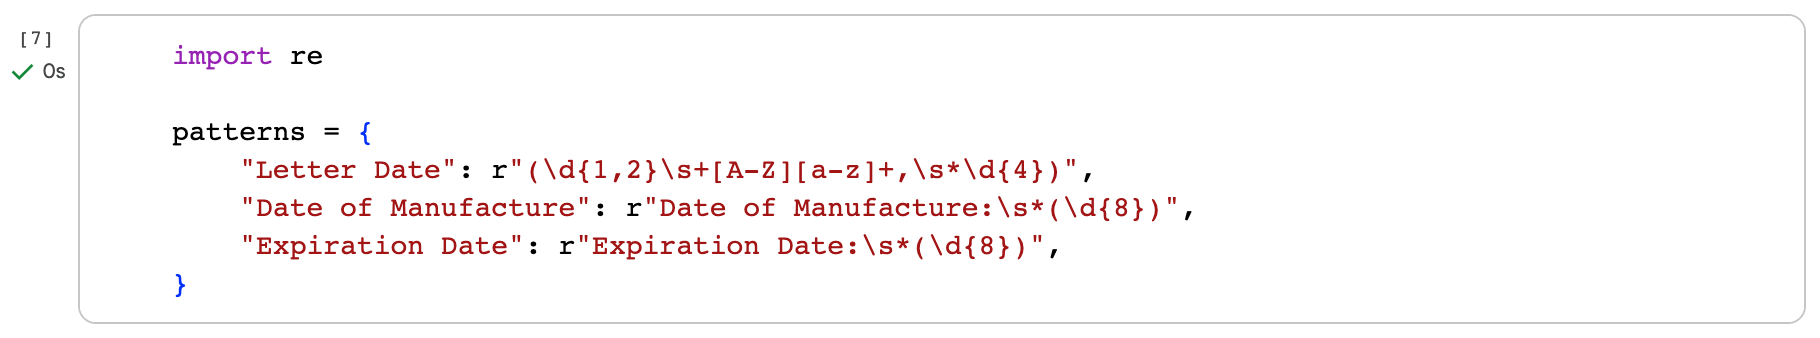 [7]
0s
import re
patterns = {
"Letter Date": r"(\d{1,2}\s+[A-Z][a-z]+,\s*\d{4})",
"Date of Manufacture": r"Date of Manufacture:\s*(\d{8})",
"Expiration Date": r"Expiration Date:\s*(\d{8})",
}